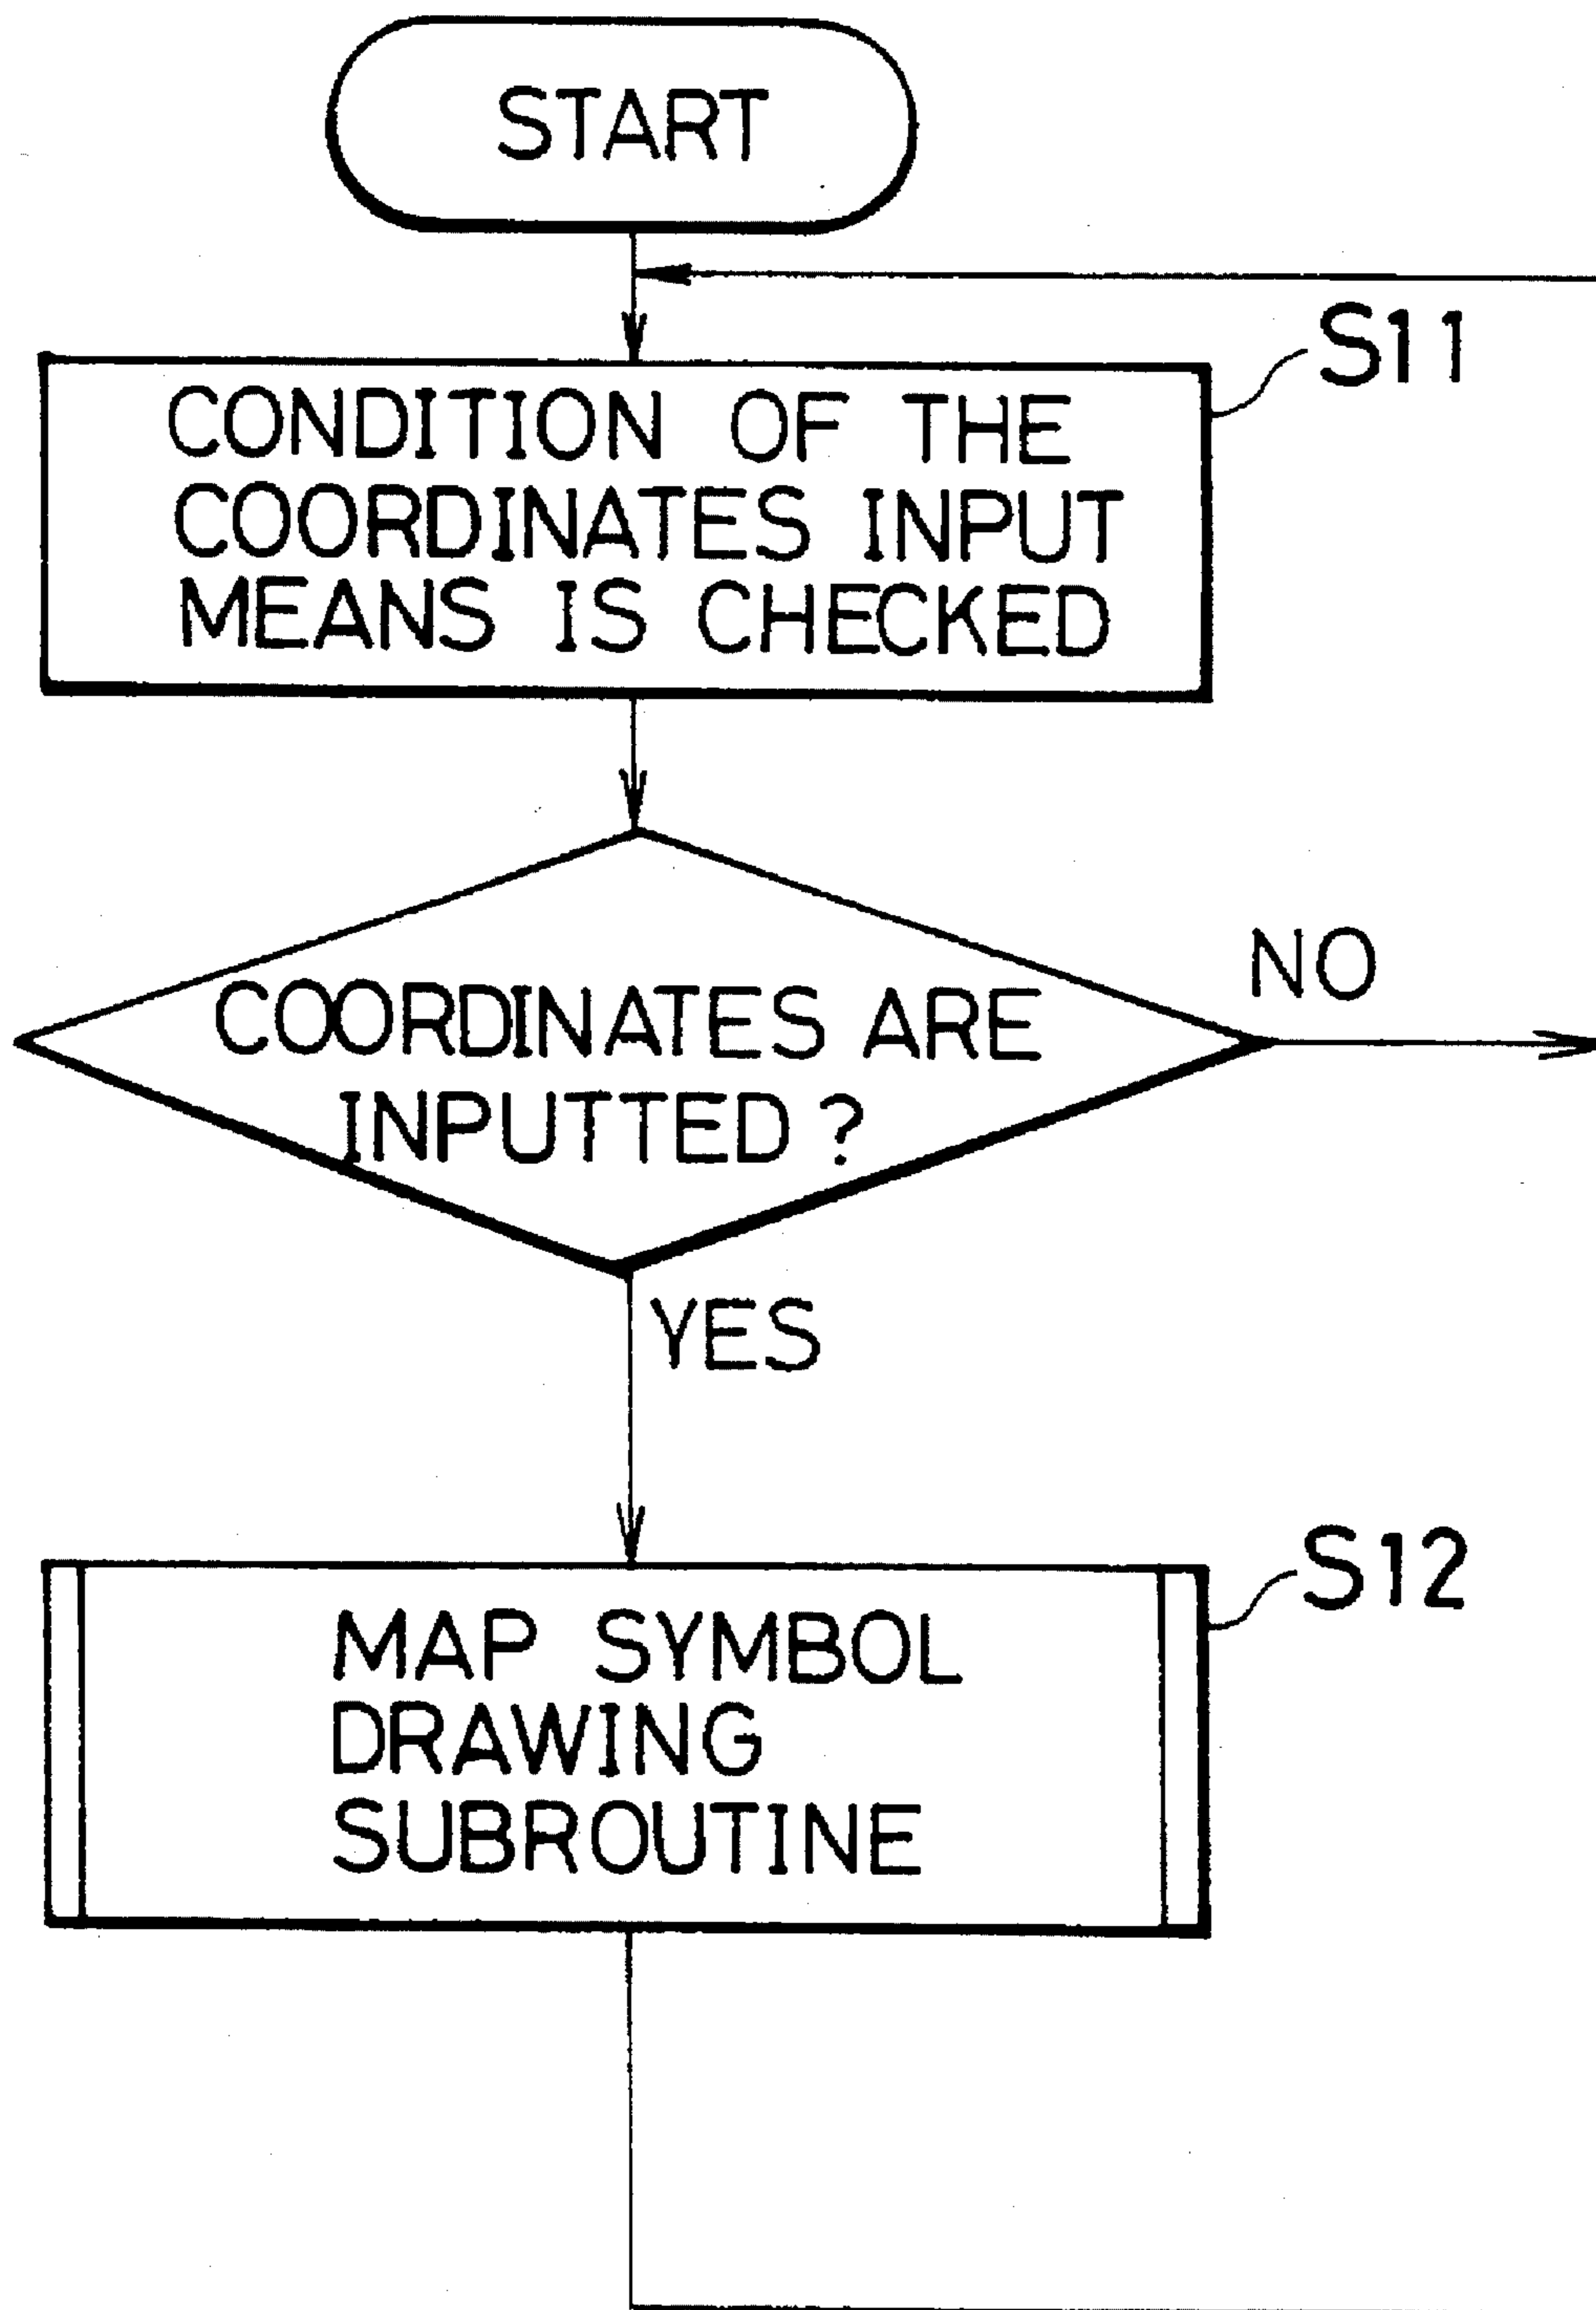 START
S11
CONDITION OF THE
COORDINATES INPUT
MEANS IS CHECKED
NO
COORDINATES ARE
INPUTTED?
YES
S12
MAP SYMBOL
DRAWING
SUBROUTINE